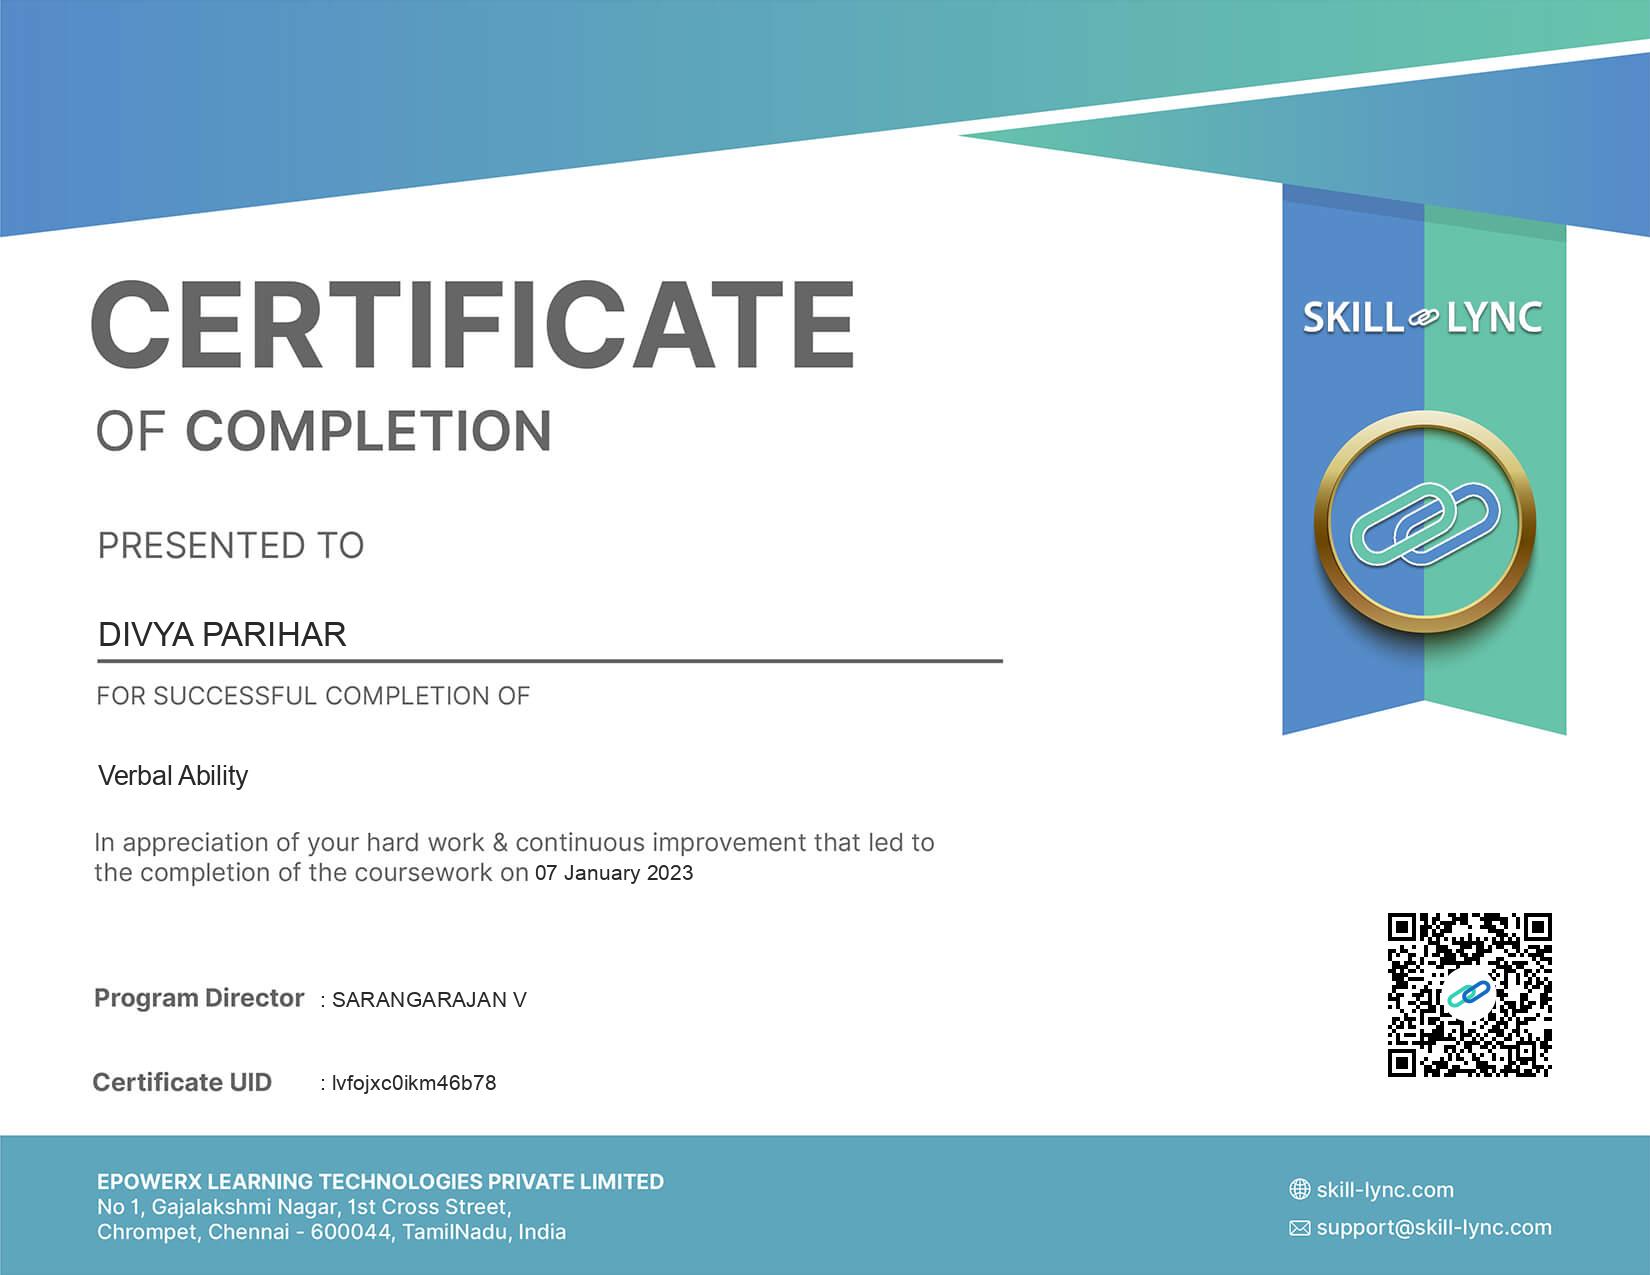 SKILL LYNC
CERTIFICATE
OF COMPLETION
PRESENTED TO
DIVYA PARIHAR
FOR SUCCESSFUL COMPLETION OF
Verbal Ability
In appreciation of your hard work & continuous improvement that led to
the completion of the coursework on 07 January 2023
Program Director : SARANGARAJAN V
Certificate UID : lvfojxc0ikm46b78
EPOWERX LEARNING TECHNOLOGIES PRIVATE LIMITED
No 1, Gajalakshmi Nagar, 1st Cross Street,
Chrompet, Chennai - 600044, TamilNadu, India
skill-lync.com
support@skill-lync.com